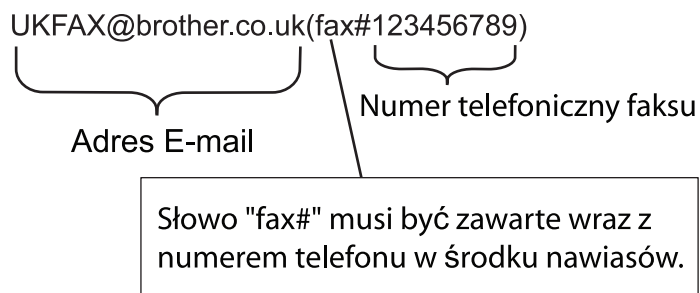 UKFAX@brother.co.uk(fax#123456789)
Numer telefoniczny faksu
Adres E-mail
Słowo "fax#" musi być zawarte wraz z
numerem telefonu w środku nawiasów.